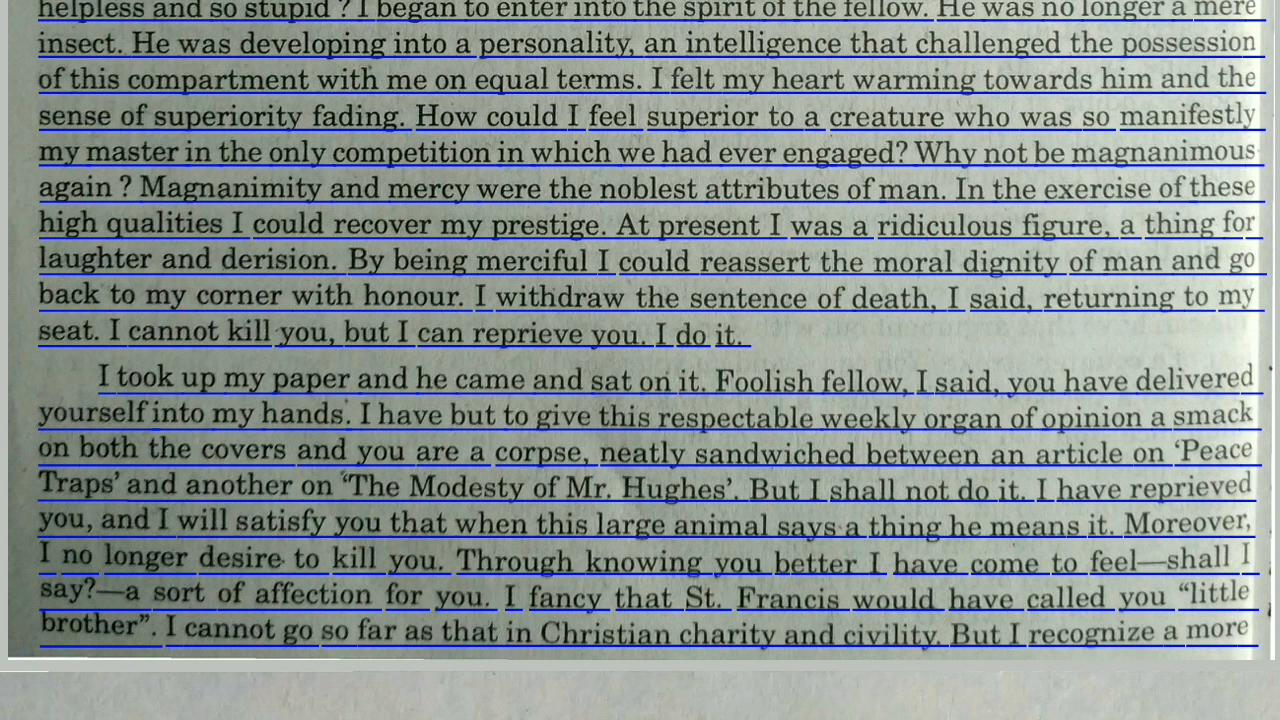 helpless and so stupid ? I began to enter into the spirit of the fellow. He was no longer a mere
insect. He was developing into a personality, an intelligence that challenged the possession
of this compartment with me on equal terms. I felt my heart warming towards him and the
sense of superiority fading. How could I feel superior to a creature who was so manifestly
my master in the only competition in which we had ever engaged? Why not be magnanimous
again ? Magnanimity and mercy were the noblest attributes of man. In the exercise of these
high qualities I could recover my prestige. At present I was a ridiculous figure, a thing for
laughter and derision. By being merciful I could reassert the moral dignity of man and go
back to my corner with honour. I withdraw the sentence of death, I said, returning to my
seat. I cannot kill you, but I can reprieve you. I do it.
I took up my paper and he came and sat on it. Foolish fellow, I said, you have delivered
yourself into my hands. I have but to give this respectable weekly organ of opinion a smack
on both the covers and you are a corpse, neatly sandwiched between an article on ‘Peace
Traps’ and another on ‘The Modesty of Mr. Hughes’. But I shall not do it. I have reprieved
you, and I will satisfy you that when this large animal says a thing he means it. Moreover,
I no longer desire to kill you. Through knowing you better I have come to feel—shall I
say?—a sort of affection for you. I fancy that St. Francis would have called you “little
brother”. I cannot go so far as that in Christian charity and civility. But I recognize a more